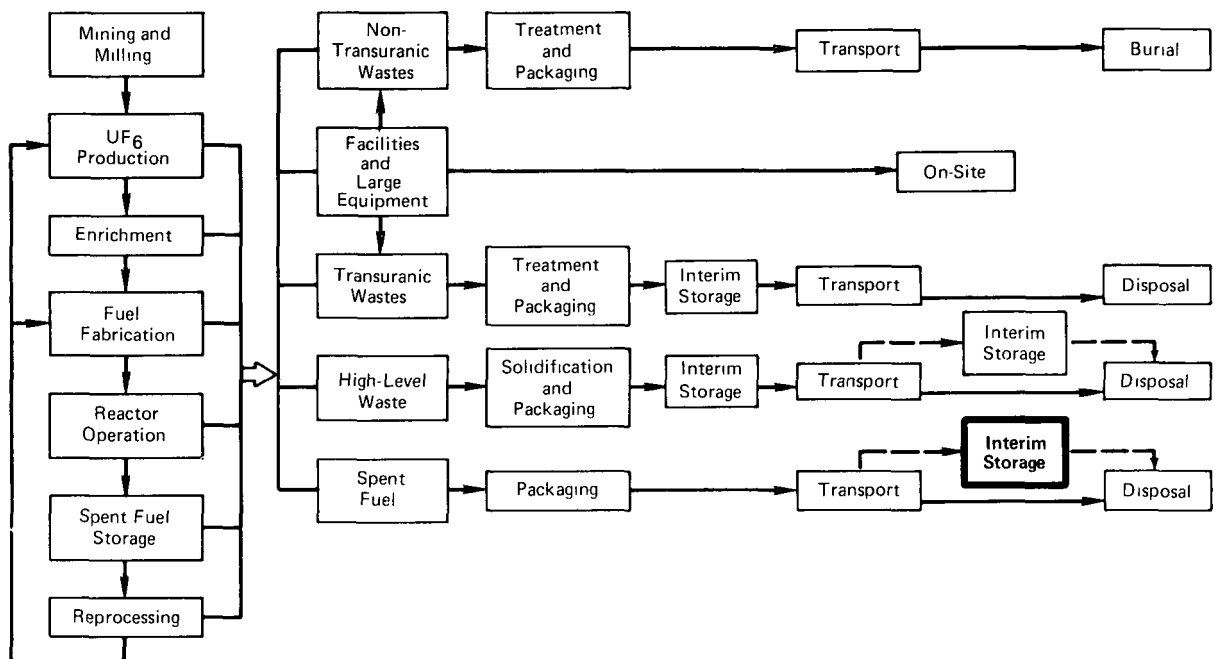 Mining and
Milling
UF6
Production
Enrichment
Fuel
Fabrication
Reactor
Operation
Spent Fuel
Storage
Reprocessing
Non-
Transuranic
Wastes
Treatment
and
Packaging
Transport
Burial
Facilities
and
Large
Equipment
On-Site
Transuranic
Wastes
Treatment
and
Packaging
Interim
Storage
Transport
Disposal
High-Level
Waste
Solidification
and
Packaging
Interim
Storage
Transport
Interim
Storage
Disposal
Spent
Fuel
Packaging
Transport
Interim
Storage
Disposal